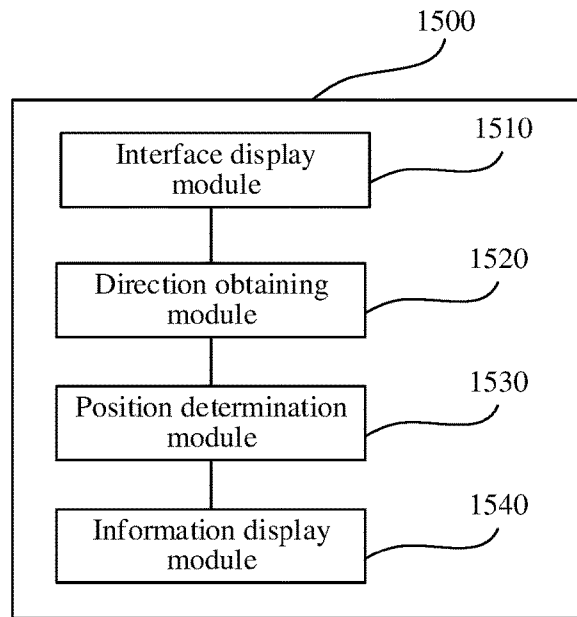 1500
Interface display
module
1510
Direction obtaining
module
1520
Position determination
module
1530
Information display
module
1540